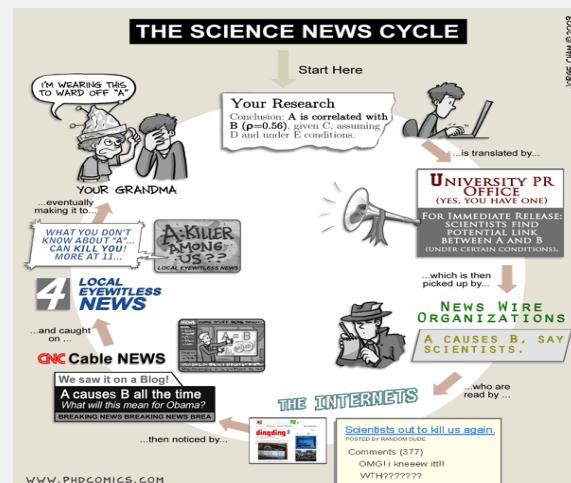 THE SCIENCE NEWS CYCLE
JORGE CHAM © 2009
Start Here
Your Research
Conclusion: A is correlated with
B (ρ=0.56), given C, assuming
D and under E conditions.
...is translated by...
UNIVERSITY PR
OFFICE
(YES, YOU HAVE ONE)
FOR IMMEDIATE RELEASE:
SCIENTISTS FIND
POTENTIAL LINK
BETWEEN A AND B
(UNDER CERTAIN CONDITIONS).
...which is then
picked up by...
NEWS WIRE
ORGANIZATIONS
A CAUSES B, SAY
SCIENTISTS.
...who are
read by ...
THE INTERNETS
dingding
Scientists out to kill us again.
POSTED BY RANDOM DUDE
Comments (377)
OMG! i kneeew itt!!
WTH???????
...then noticed by...
We saw it on a Blog!
A causes B all the time
What will this mean for Obama?
BREAKING NEWS BREAKING NEWS BREA
CNC Cable NEWS
NEWS
A=B
...and caught
on ...
4 LOCAL
EYEWITLESS
NEWS
WHAT YOU DON'T
KNOW ABOUT "A"...
CAN KILL YOU!
MORE AT 11...
A-KILLER
AMONG
US??
LOCAL EYEWITLESS NEWS
...eventually
making it to...
YOUR GRANDMA
I'M WEARING THIS
TO WARD OFF "A"
WWW.PHDCOMICS.COM